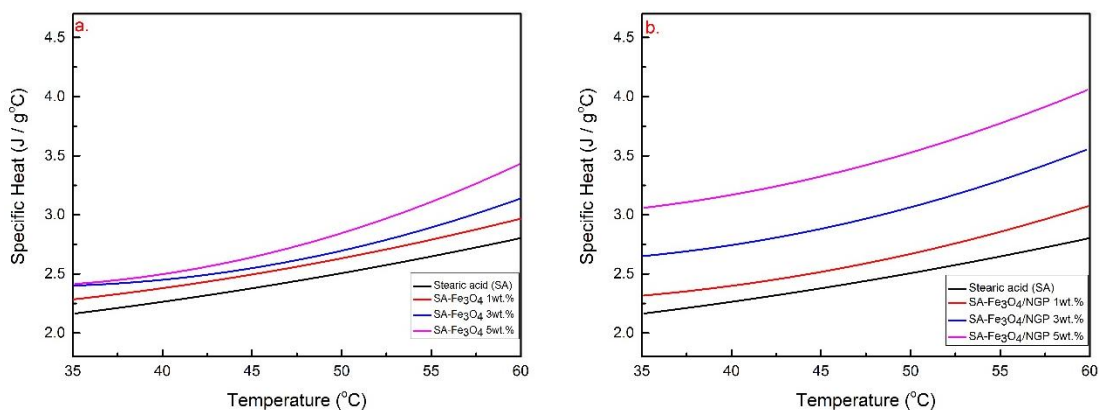 a.
4.5
4.0
3.5
3.0
2.5
2.0
Specific Heat (J / g°C)
Stearic acid (SA)
SA-Fe₃O₄ 1wt.%
SA-Fe₃O₄ 3wt.%
SA-Fe₃O₄ 5wt.%
35 40 45 50 55 60
Temperature (°C)
b.
4.5
4.0
3.5
3.0
2.5
2.0
Specific Heat (J / g°C)
Stearic acid (SA)
SA-Fe₃O₄/NGP 1wt.%
SA-Fe₃O₄/NGP 3wt.%
SA-Fe₃O₄/NGP 5wt.%
35 40 45 50 55 60
Temperature (°C)